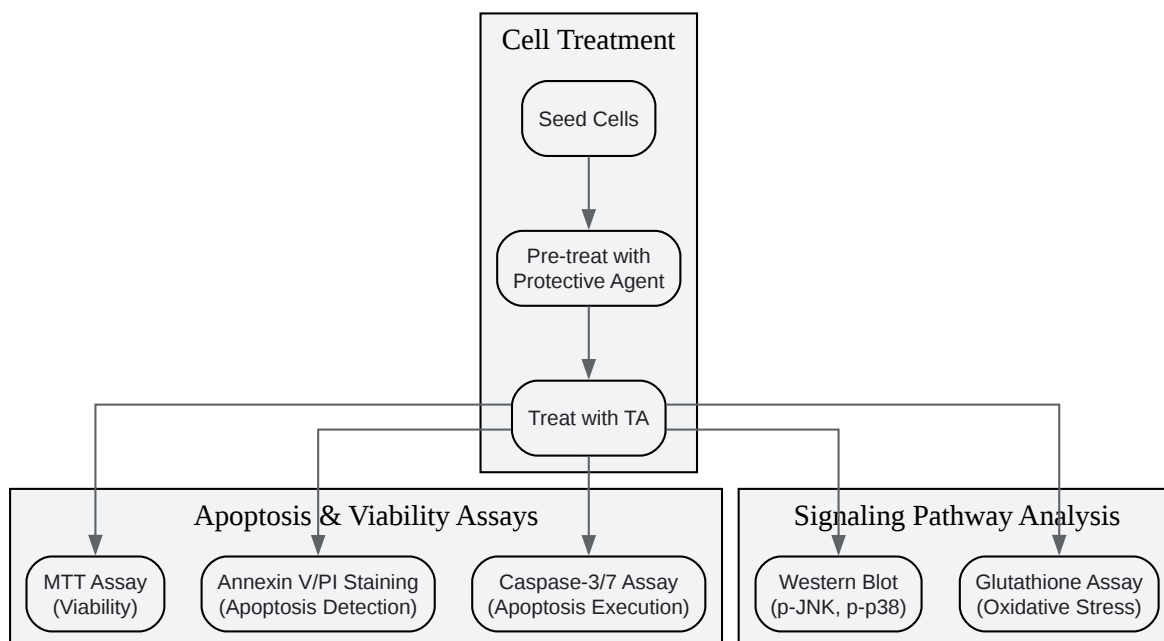 Cell Treatment
Seed Cells
Pre-treat with
Protective Agent
Treat with TA
Apoptosis & Viability Assays
MTT Assay
(Viability)
Annexin V/PI Staining
(Apoptosis Detection)
Caspase-3/7 Assay
(Apoptosis Execution)
Signaling Pathway Analysis
Western Blot
(p-JNK, p-p38)
Glutathione Assay
(Oxidative Stress)